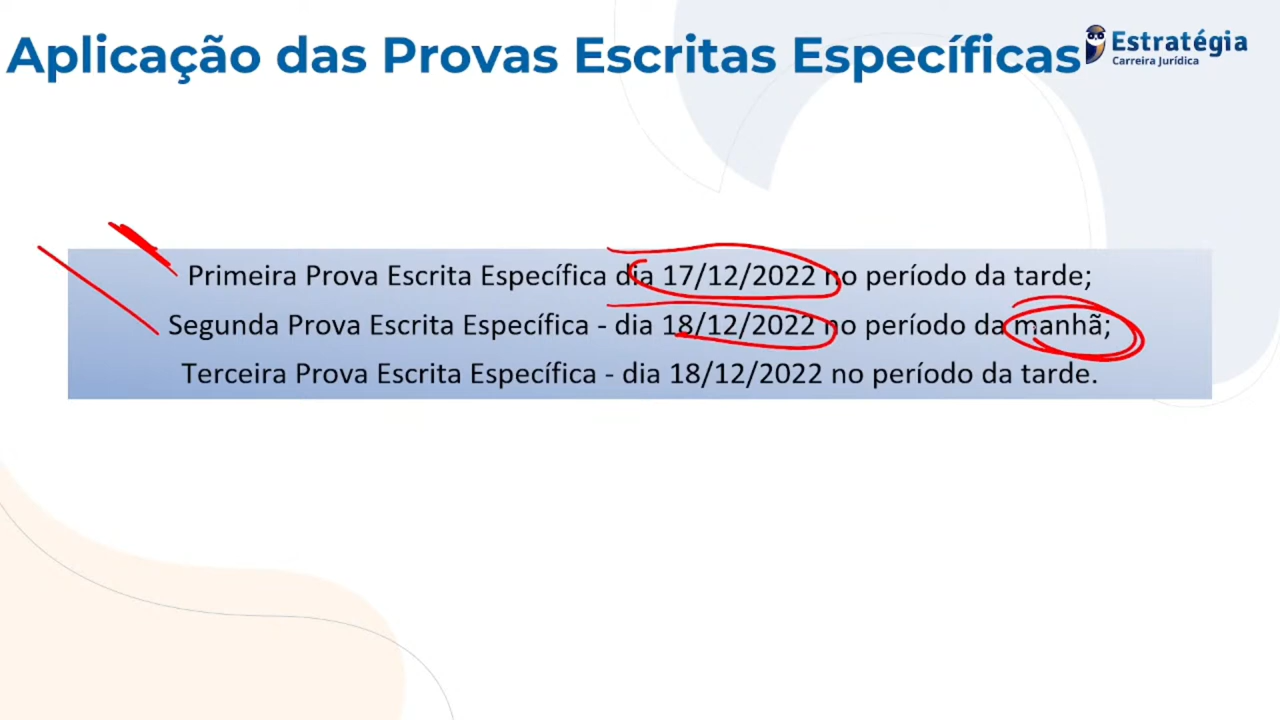 Aplicação das Provas Escritas Específicas
Estratégia
Carreira Jurídica
Primeira Prova Escrita Específica dia 17/12/2022 no período da tarde;
Segunda Prova Escrita Específica - dia 18/12/2022 no período da manhã;
Terceira Prova Escrita Específica - dia 18/12/2022 no período da tarde.